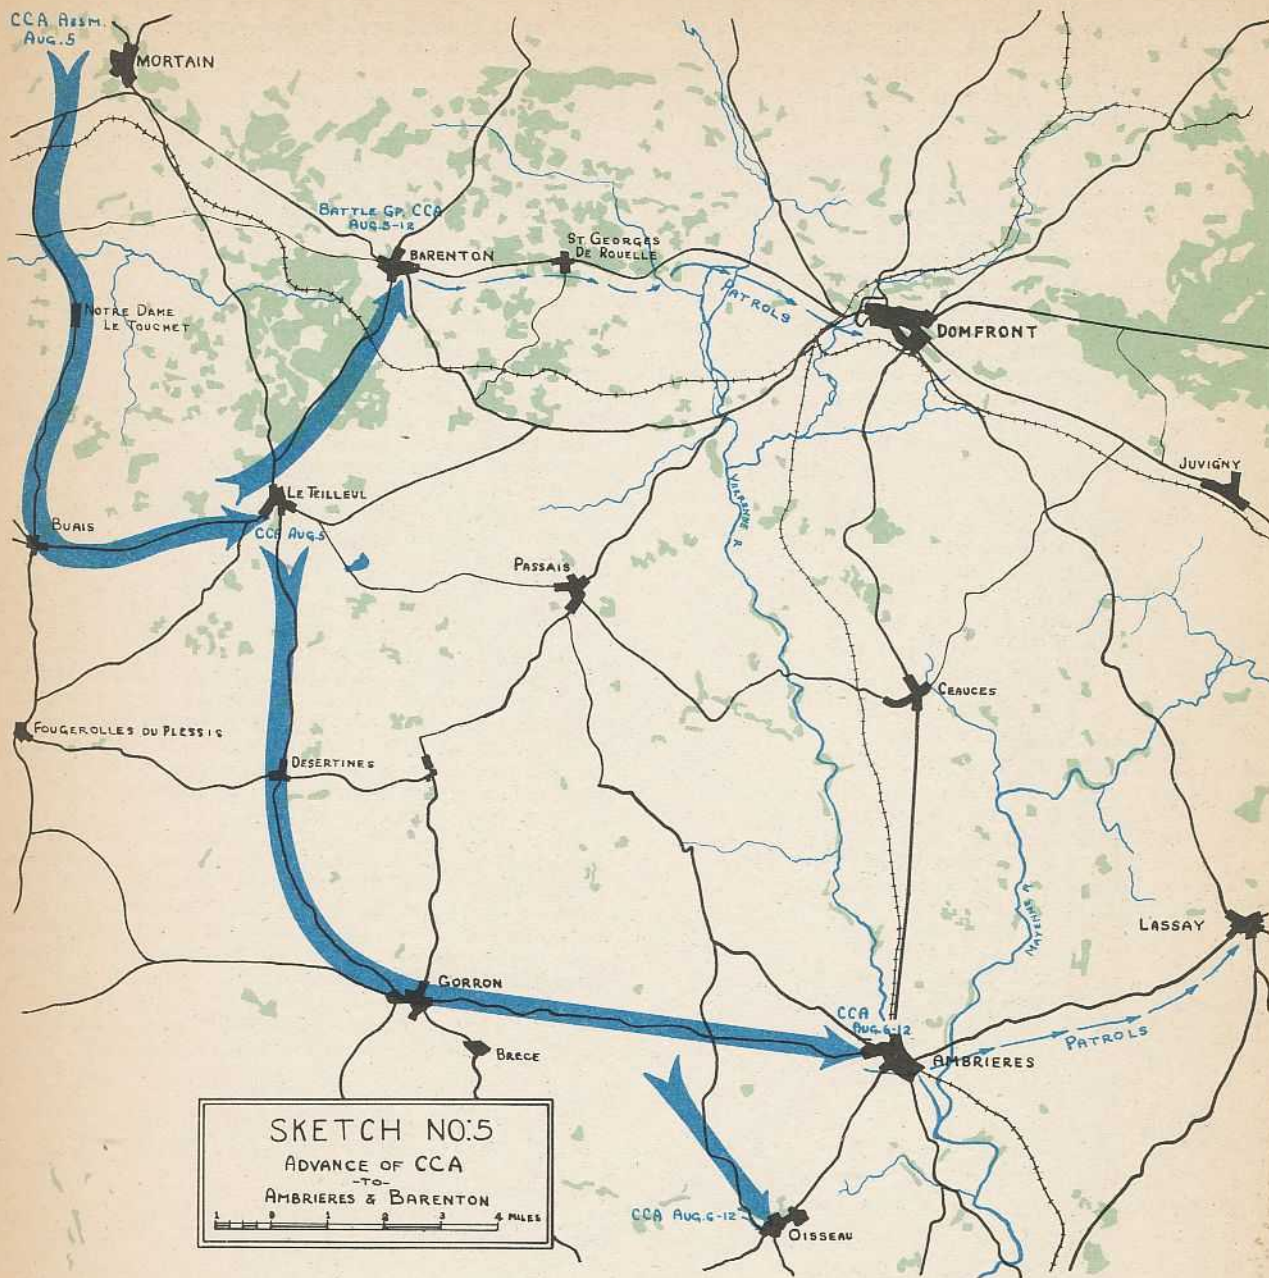 CCA ASSM.
AUG. 5
MORTAIN
BATTLE GP. CCA
AUG. 5-12
BARENTON
ST GEORGES
DE ROUELLE
PATROLS
DOMFRONT
NOTRE DAME
LE TOUCHET
JUVIGNY
LE TEILLEUL
BUAIS
CCA AUG. 5
VARENNE R
PASSAIS
CEAUCES
FOUGEROLLES DU PLESSIS
DESERTINES
LASSAY
MAYENNE R
GORRON
CCA
AUG. 6-12
PATROLS
AMBRIERES
BRECE
SKETCH NO:5
ADVANCE OF CCA
-TO-
AMBRIERES & BARENTON
1 0 1 2 3 4 MILES
CCA AUG. 6-12
OISSEAU